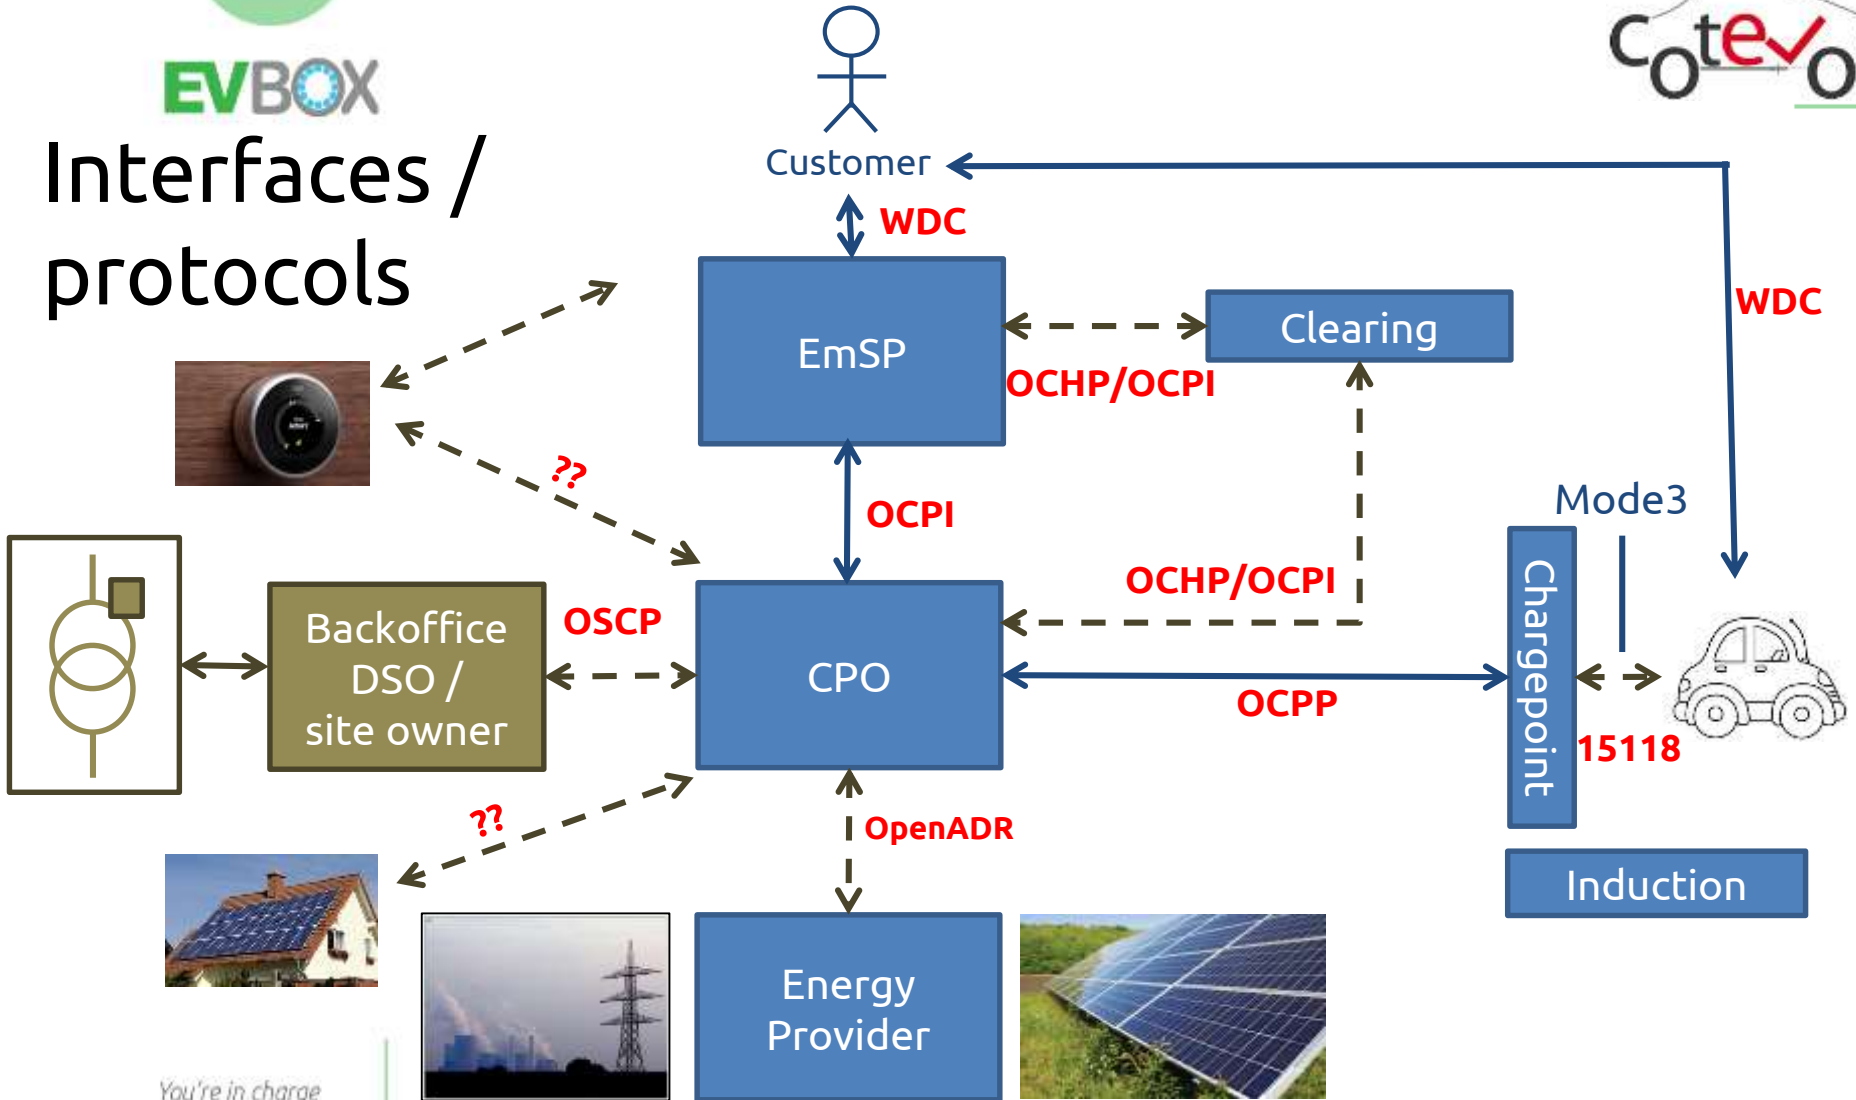 EVBOX
cotevo
Interfaces /
protocols
Customer
WDC
WDC
EmSP
Clearing
OCHP/OCPI
??
OCPI
Mode3
OCHP/OCPI
Chargepoint
Backoffice
DSO /
site owner
OSCP
CPO
OCPP
15118
??
OpenADR
Induction
Energy
Provider
You're in charge